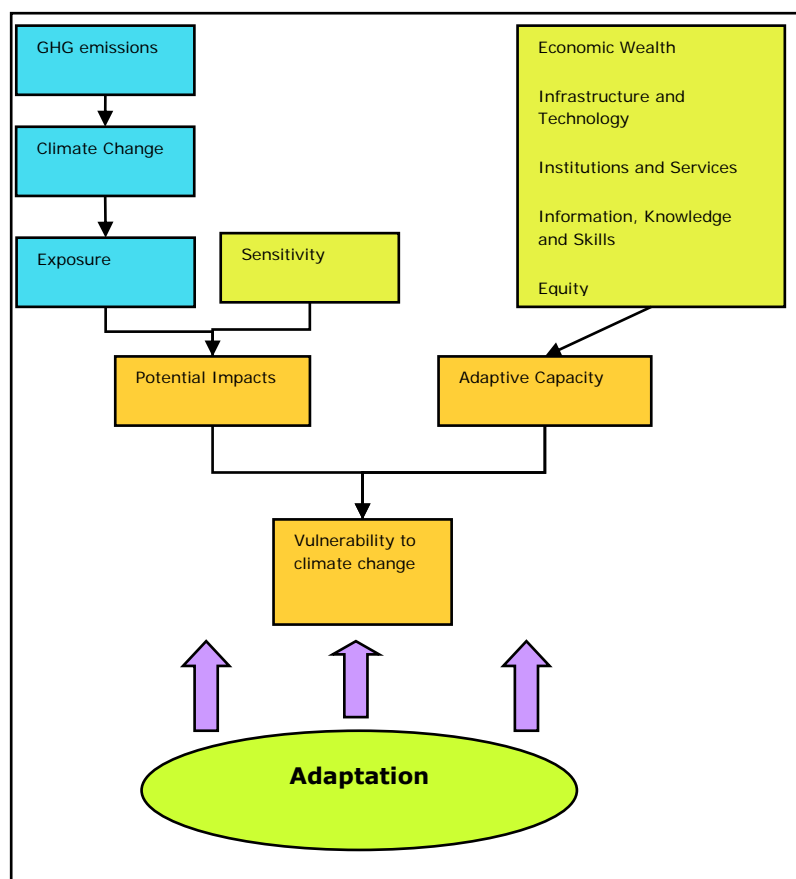 GHG emissions
Climate Change
Exposure
Sensitivity
Economic Wealth
Infrastructure and
Technology
Institutions and Services
Information, Knowledge
and Skills
Equity
Potential Impacts
Adaptive Capacity
Vulnerability to
climate change
Adaptation